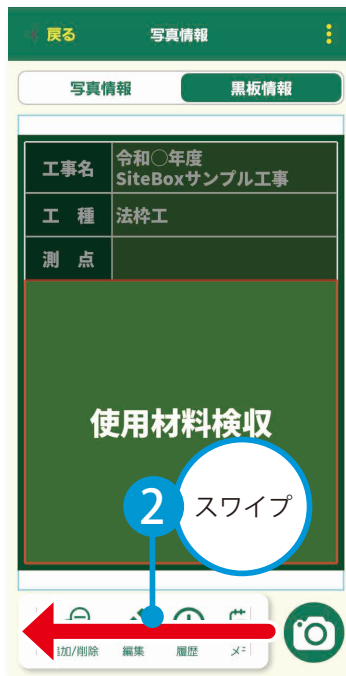 戻る 写真情報
写真情報 黒板情報
工事名 令和○年度
SiteBoxサンプル工事
工 種 法枠工
測 点
使用材料検収
2 スワイプ
加/削除 編集 履歴 メ